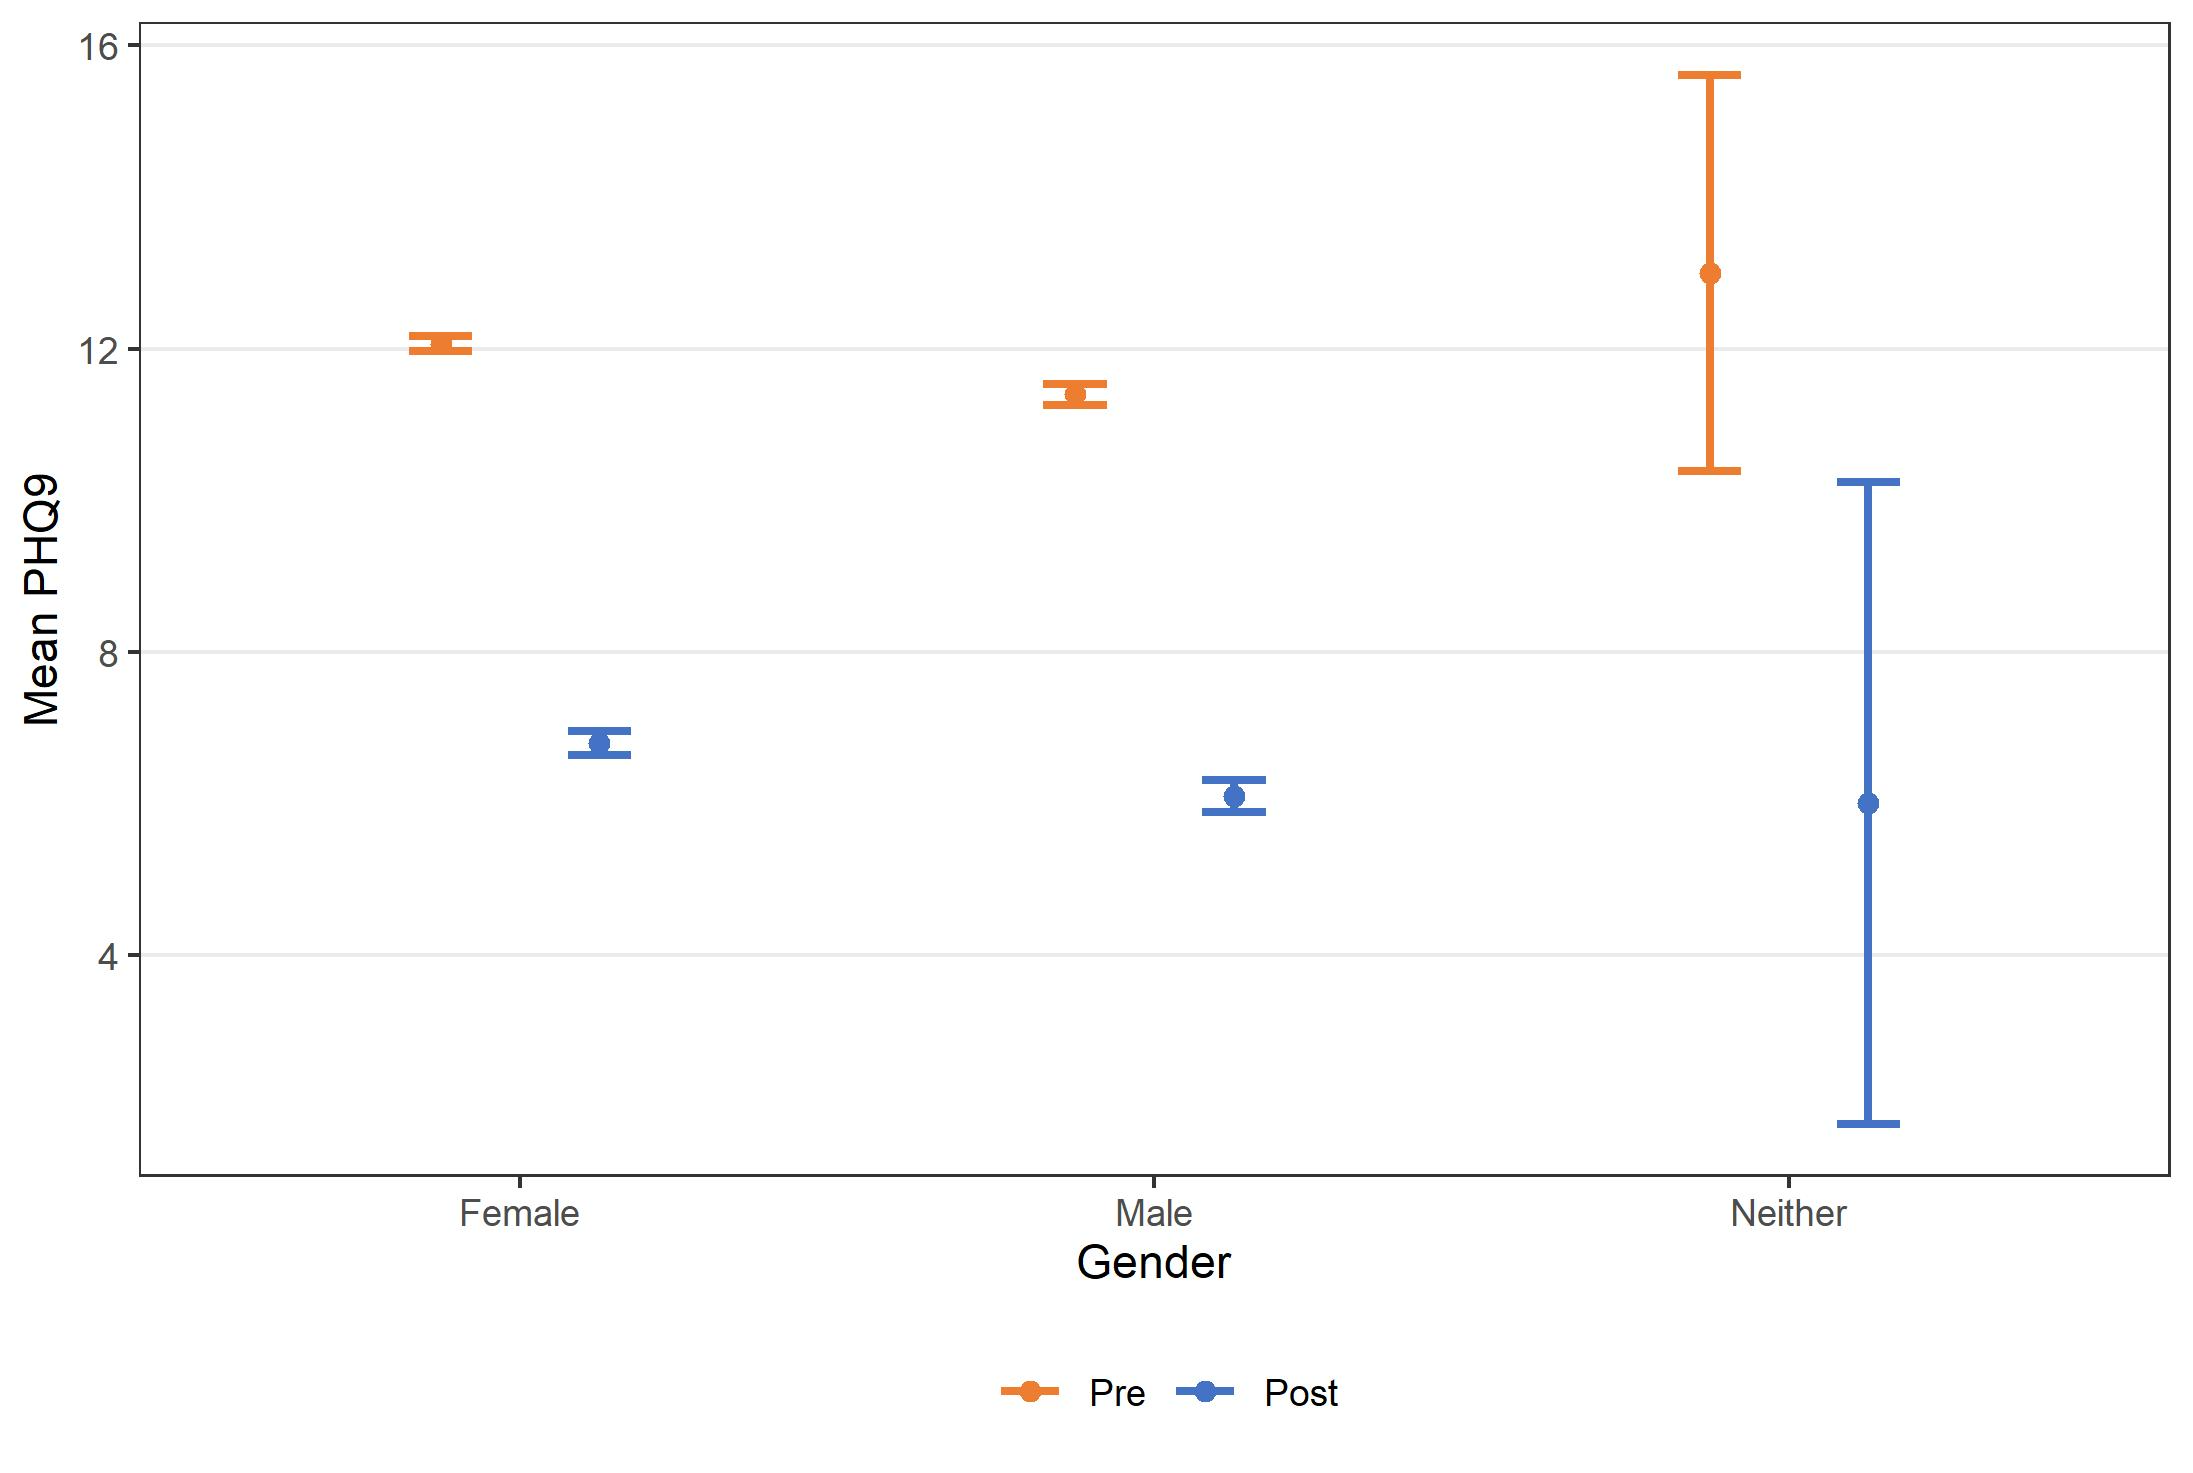 16
12
8
4
Mean PHQ9
Female Male Neither
Gender
Pre Post